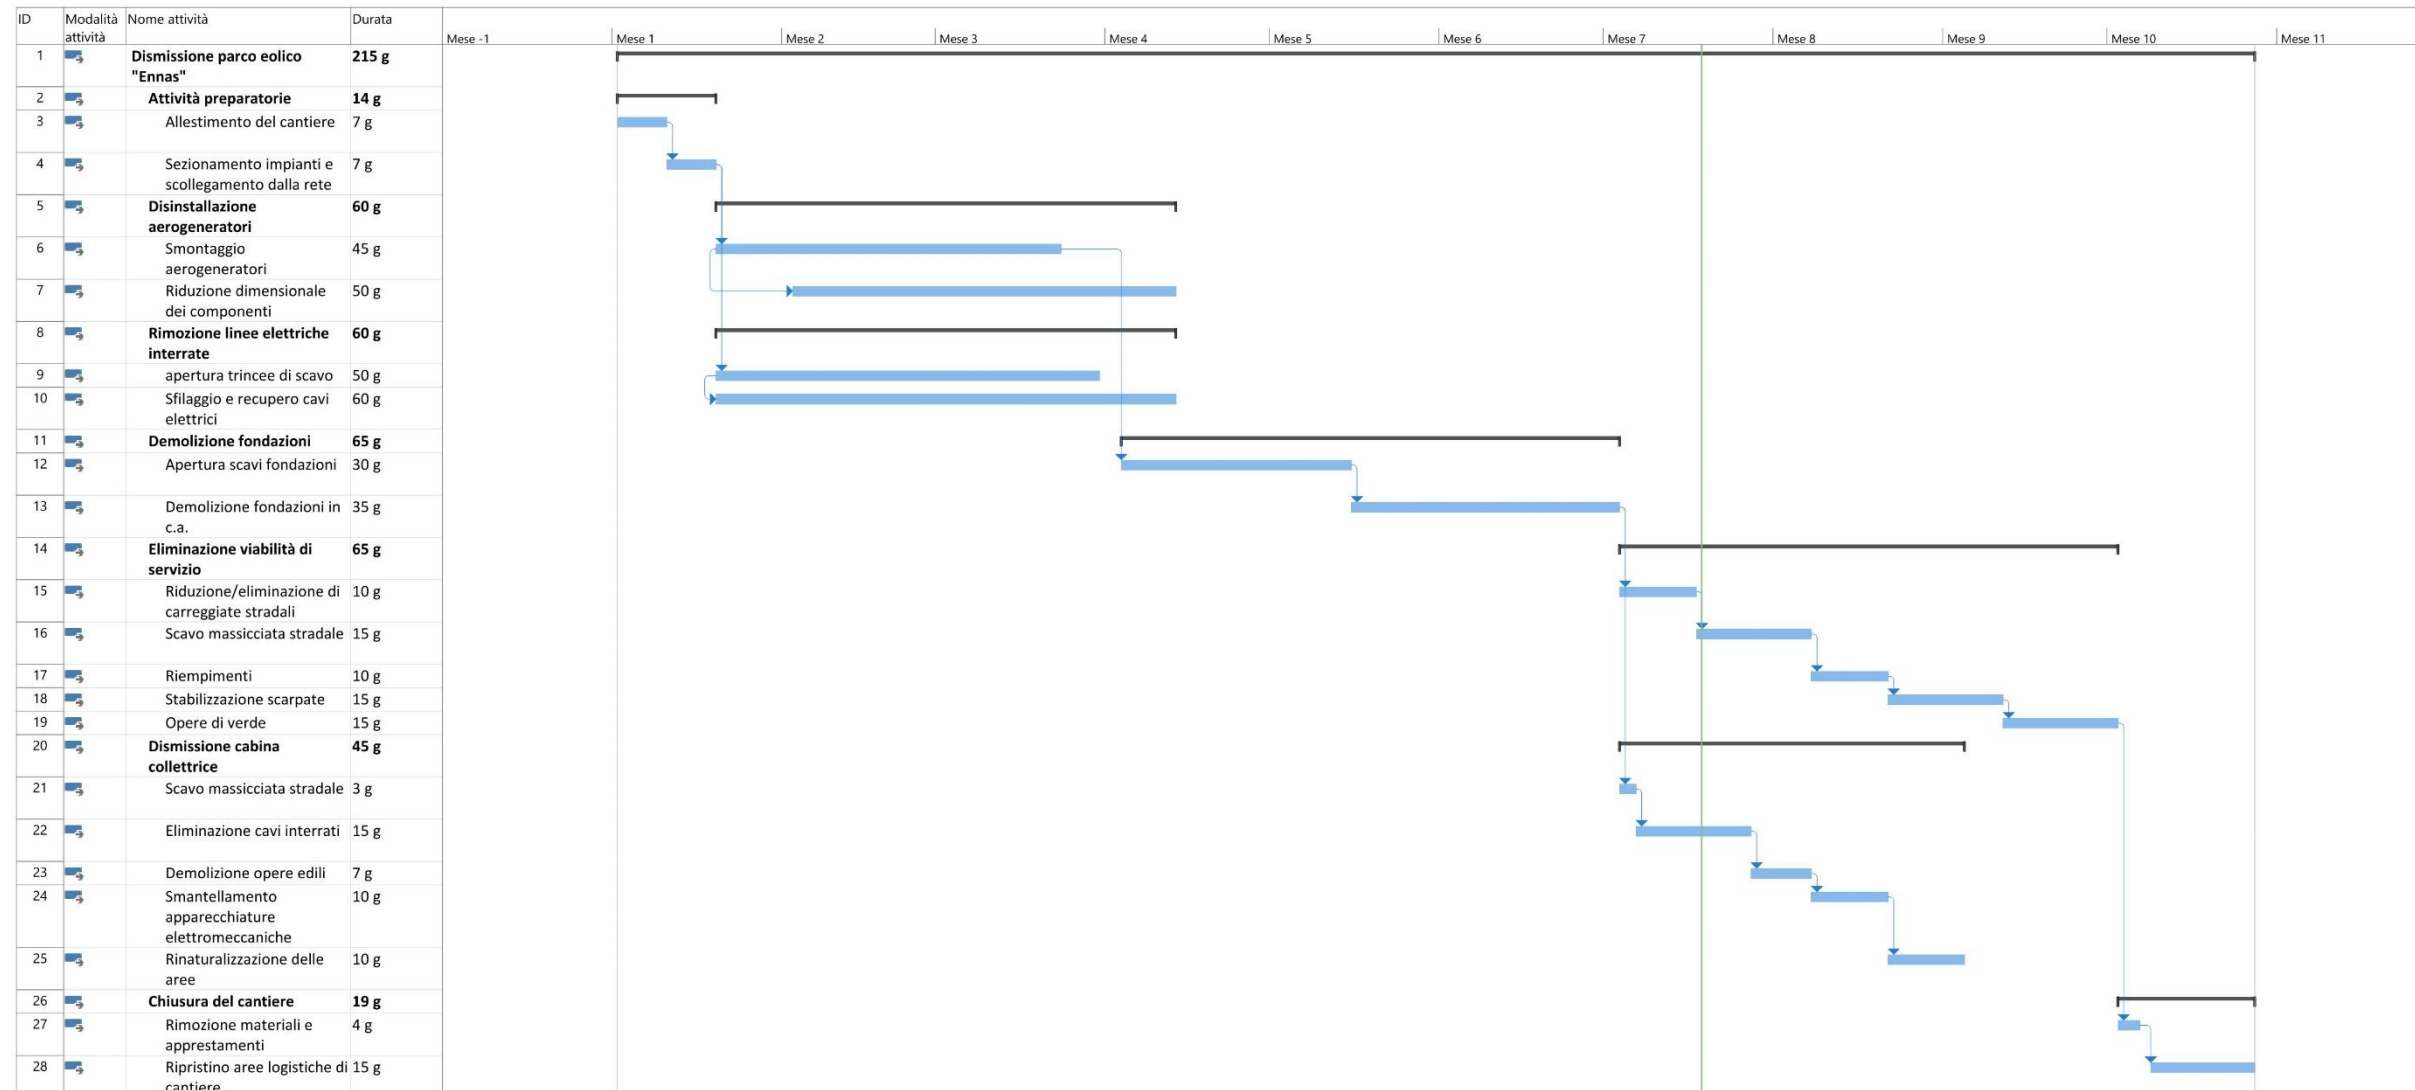 ID Modalità Nome attività Durata
attività
Mese -1 Mese 1 Mese 2 Mese 3 Mese 4 Mese 5 Mese 6 Mese 7 Mese 8 Mese 9 Mese 10 Mese 11
1 Dismissione parco eolico 215 g
"Ennas"
2 Attività preparatorie 14 g
3 Allestimento del cantiere 7 g
4 Sezionamento impianti e 7 g
scollegamento dalla rete
5 Disinstallazione 60 g
aerogeneratori
6 Smontaggio 45 g
aerogeneratori
7 Riduzione dimensionale 50 g
dei componenti
8 Rimozione linee elettriche 60 g
interrate
9 apertura trincee di scavo 50 g
10 Sfilaggio e recupero cavi 60 g
elettrici
11 Demolizione fondazioni 65 g
12 Apertura scavi fondazioni 30 g
13 Demolizione fondazioni in 35 g
c.a.
14 Eliminazione viabilità di 65 g
servizio
15 Riduzione/eliminazione di 10 g
carreggiate stradali
16 Scavo massicciata stradale 15 g
17 Riempimenti 10 g
18 Stabilizzazione scarpate 15 g
19 Opere di verde 15 g
20 Dismissione cabina 45 g
collettrice
21 Scavo massicciata stradale 3 g
22 Eliminazione cavi interrati 15 g
23 Demolizione opere edili 7 g
24 Smantellamento 10 g
apparecchiature
elettromeccaniche
25 Rinaturalizzazione delle 10 g
aree
26 Chiusura del cantiere 19 g
27 Rimozione materiali e 4 g
apprestamenti
28 Ripristino aree logistiche di 15 g
cantiere